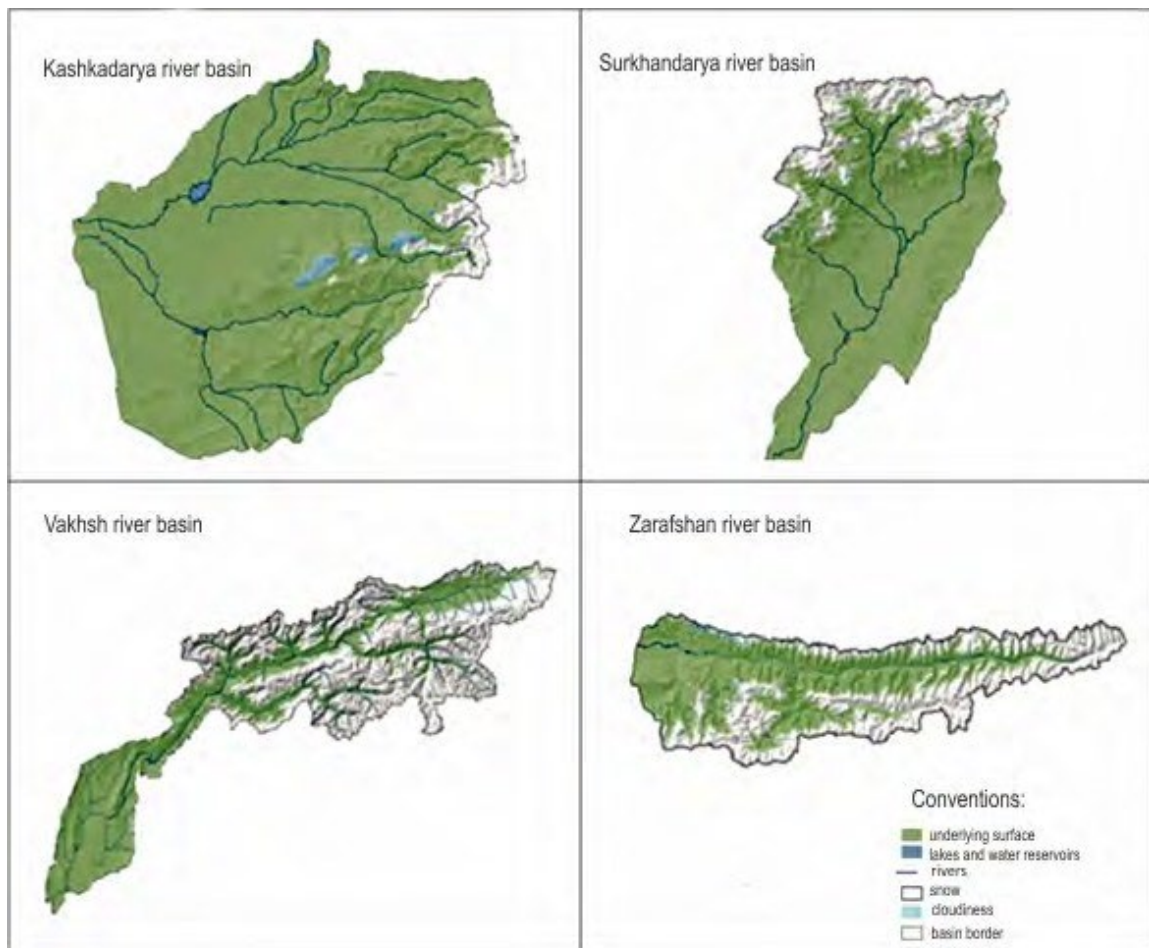 Kashkadarya river basin
Surkhandarya river basin
Vakhsh river basin
Zarafshan river basin
Conventions:
underlying surface
lakes and water reservoirs
rivers
snow
cloudiness
basin border